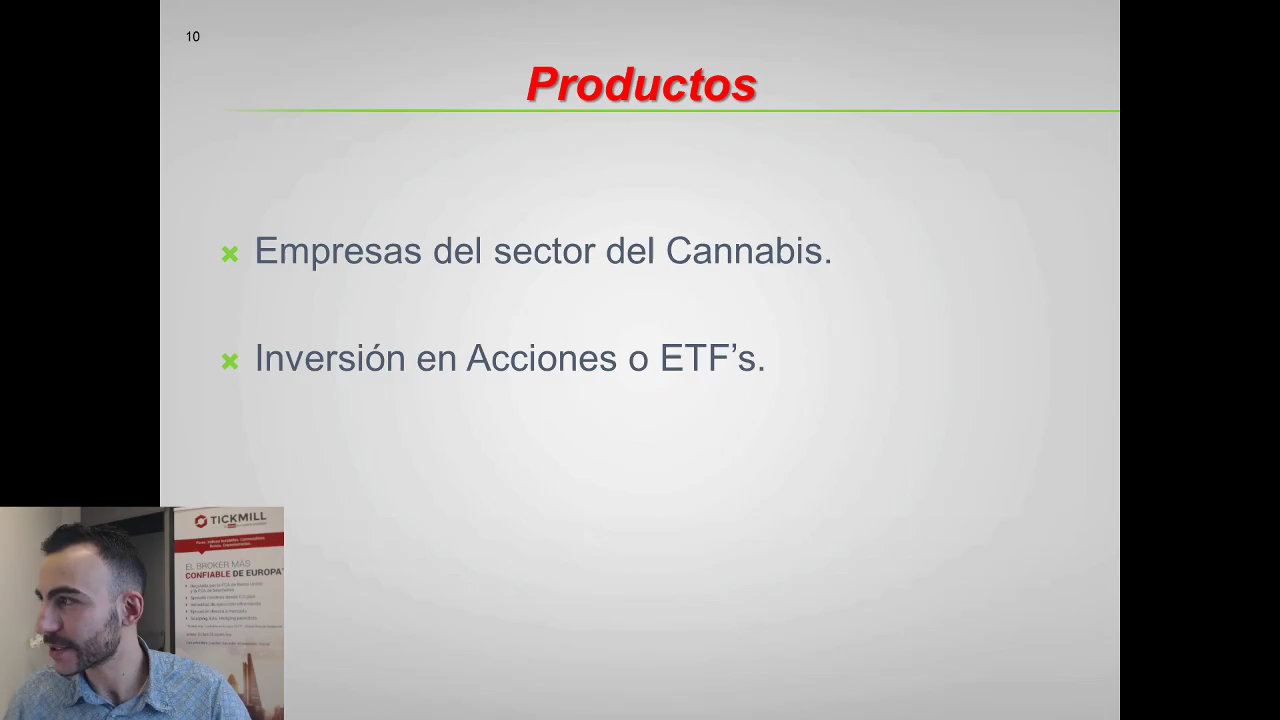 10
Productos
Empresas del sector del Cannabis.
Inversión en Acciones o ETF’s.
TICKMILL
EL BROKER MÁS
CONFIABLE DE EUROPA